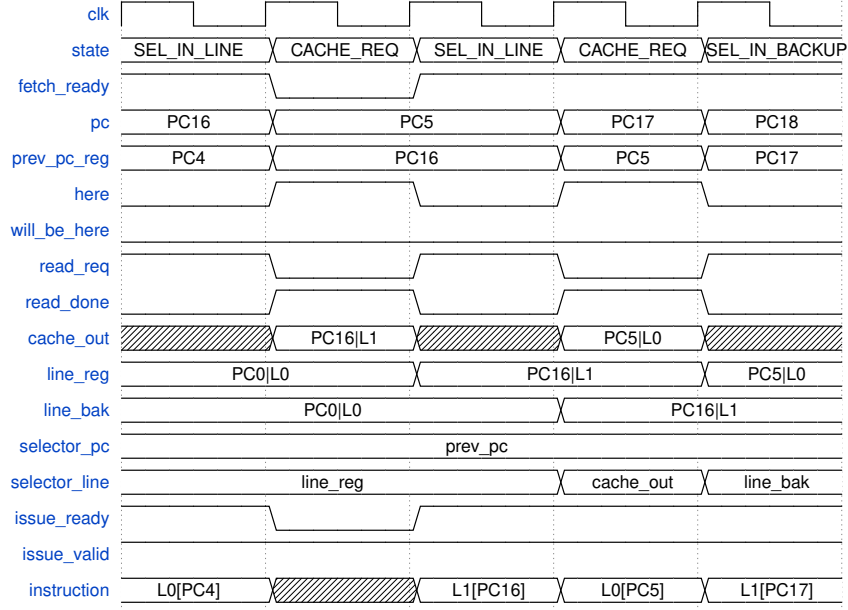 clk
state SEL_IN_LINE CACHE_REQ SEL_IN_LINE CACHE_REQ SEL_IN_BACKUP
fetch_ready
pc PC16 PC5 PC17 PC18
prev_pc_reg PC4 PC16 PC5 PC17
here
will_be_here
read_req
read_done
cache_out PC16|L1 PC5|L0
line_reg PC0|L0 PC16|L1 PC5|L0
line_bak PC0|L0 PC16|L1
selector_pc prev_pc
selector_line line_reg cache_out line_bak
issue_ready
issue_valid
instruction L0[PC4] L1[PC16] L0[PC5] L1[PC17]